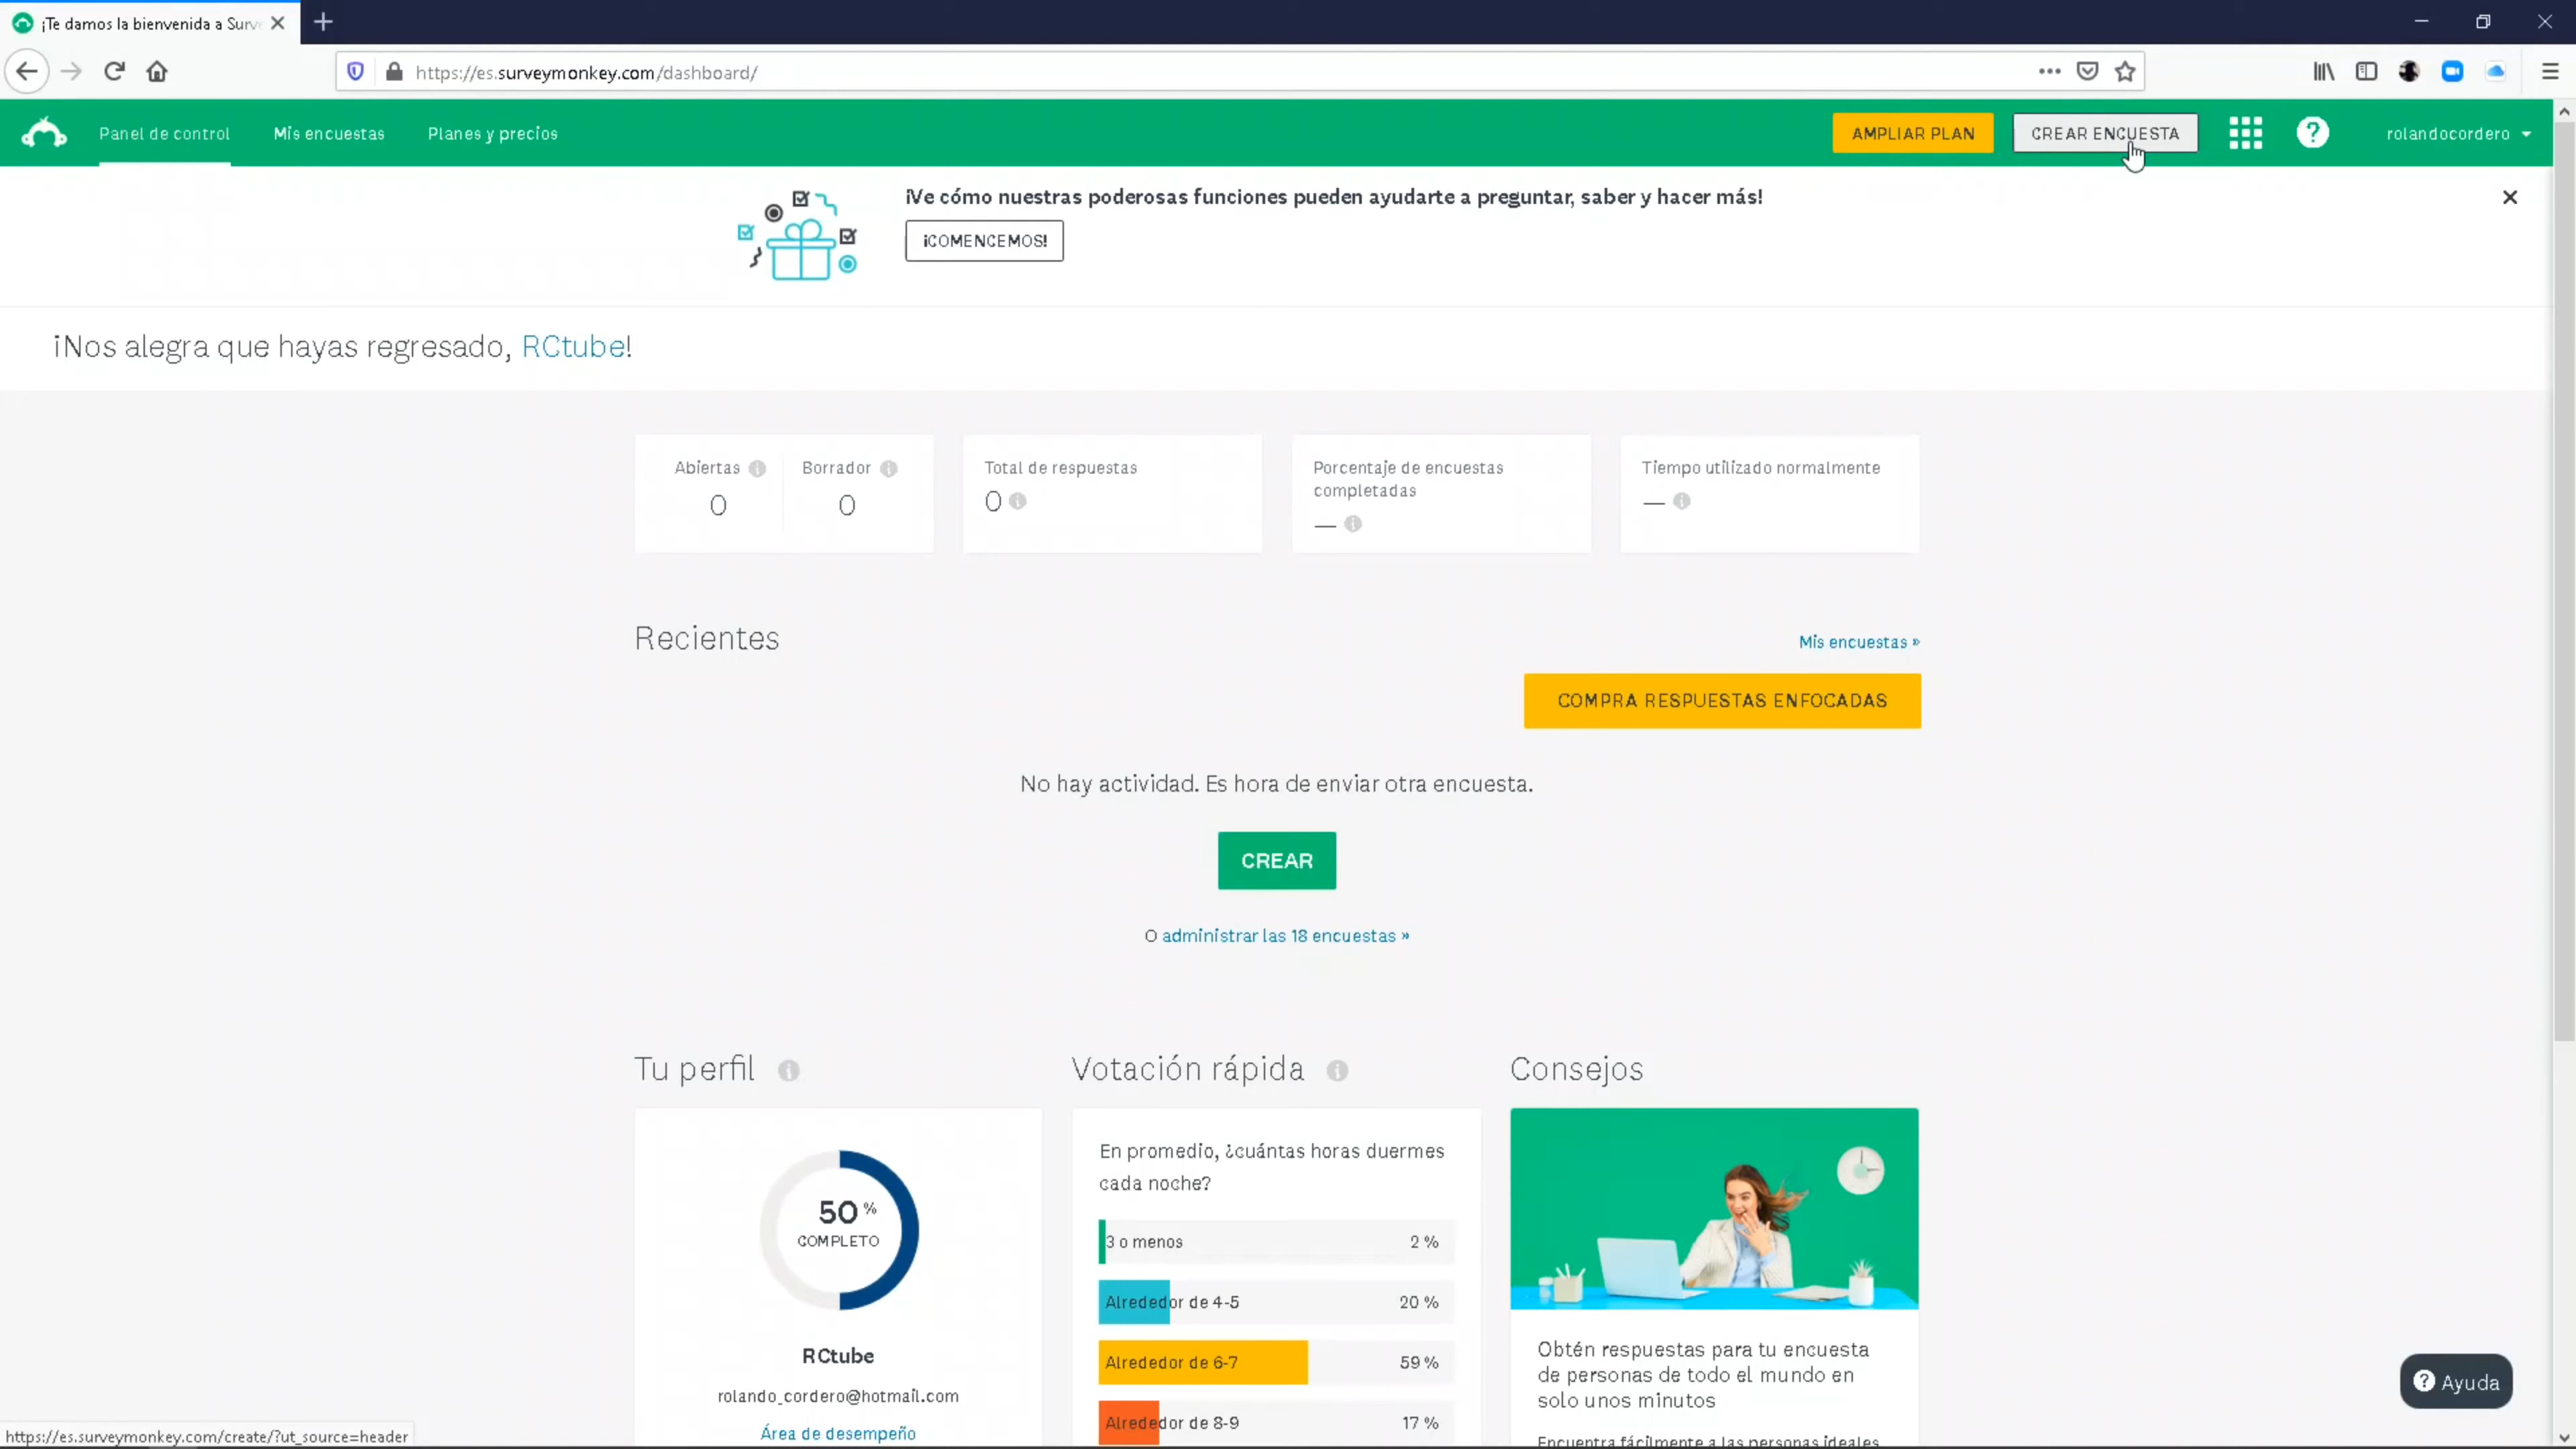 ¡Te damos la bienvenida a Surv
https://es.surveymonkey.com/dashboard/
Panel de control
Mis encuestas
Planes y precios
AMPLIAR PLAN
CREAR ENCUESTA
rolandocordero
¡Ve cómo nuestras poderosas funciones pueden ayudarte a preguntar, saber y hacer más!
¡COMENCEMOS!
¡Nos alegra que hayas regresado, RCtube!
Abiertas
0
Borrador
0
Total de respuestas
0
Porcentaje de encuestas
completadas
—
Tiempo utilizado normalmente
—
Recientes
Mis encuestas »
COMPRA RESPUESTAS ENFOCADAS
No hay actividad. Es hora de enviar otra encuesta.
CREAR
O administrar las 18 encuestas »
Tu perfil
50 %
COMPLETO
RCtube
rolando_cordero@hotmail.com
Área de desempeño
Votación rápida
En promedio, ¿cuántas horas duermes
cada noche?
3 o menos 2 %
Alrededor de 4-5 20 %
Alrededor de 6-7 59 %
Alrededor de 8-9 17 %
Consejos
Obtén respuestas para tu encuesta
de personas de todo el mundo en
solo unos minutos
Encuentra fácilmente a las personas ideales
? Ayuda
https://es.surveymonkey.com/create/?ut_source=header